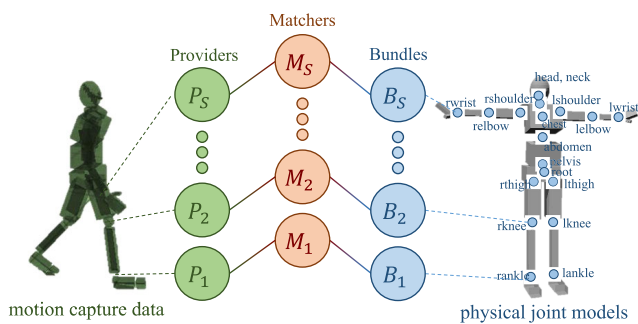 Matchers
Providers
Bundles
M_S
P_S
B_S
M_2
P_2
B_2
M_1
P_1
B_1
head, neck
rwrist
rshoulder
lshoulder
lwrist
relbow
chest
lelbow
abdomen
pelvis
root
rthigh
lthigh
rknee
lknee
rankle
lankle
motion capture data
physical joint models